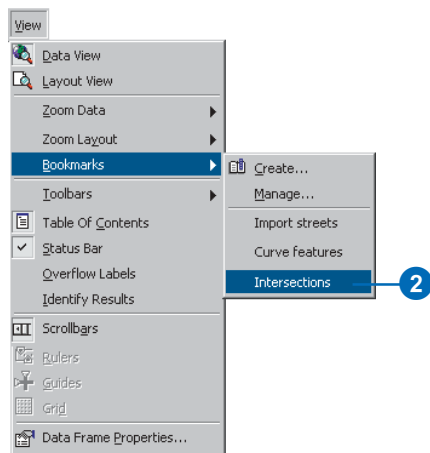 View
Data View
Layout View
Zoom Data
Zoom Layout
Bookmarks
Toolbars
Table Of Contents
Status Bar
Overflow Labels
Identify Results
Scrollbars
Rulers
Guides
Grid
Data Frame Properties...
Create...
Manage...
Import streets
Curve features
Intersections
2